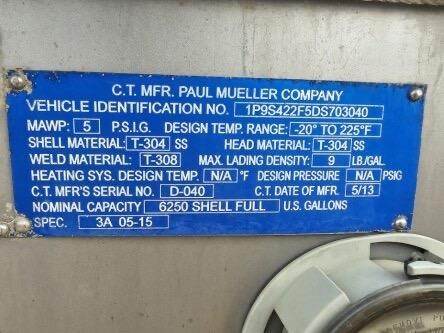 C.T. MFR. PAUL MUELLER COMPANY
VEHICLE IDENTIFICATION NO. 1P9S422F5DS703040
MAWP: 5 P.S.I.G. DESIGN TEMP. RANGE: -20° TO 225°F
SHELL MATERIAL: T-304 SS HEAD MATERIAL: T-304 SS
WELD MATERIAL: T-308 MAX. LADING DENSITY: 9 LB./GAL.
HEATING SYS. DESIGN TEMP. N/A °F DESIGN PRESSURE N/A PSIG
C.T. MFR'S SERIAL NO. D-040 C.T. DATE OF MFR. 5/13
NOMINAL CAPACITY 6250 SHELL FULL U.S. GALLONS
SPEC. 3A 05-15